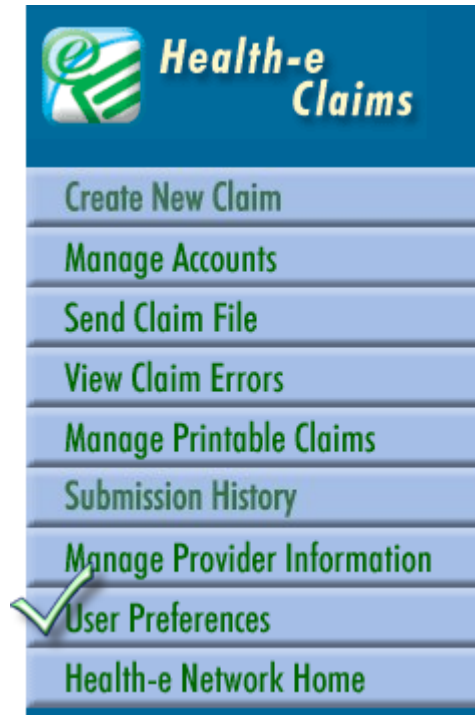 Health-e
Claims
Create New Claim
Manage Accounts
Send Claim File
View Claim Errors
Manage Printable Claims
Submission History
Manage Provider Information
User Preferences
Health-e Network Home